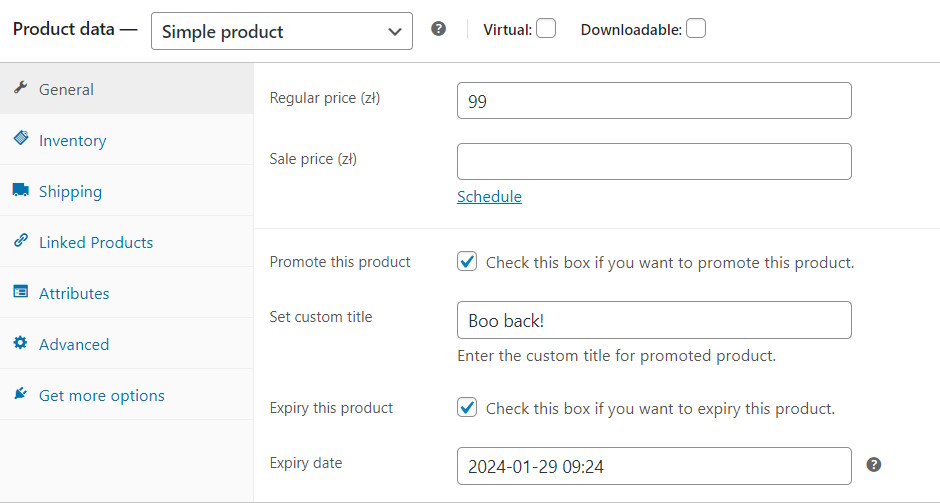 Product data — Simple product Virtual: Downloadable:
General
Inventory
Shipping
Linked Products
Attributes
Advanced
Get more options
Regular price (zł) 99
Sale price (zł)
Schedule
Promote this product Check this box if you want to promote this product.
Set custom title Boo back!
Enter the custom title for promoted product.
Expiry this product Check this box if you want to expiry this product.
Expiry date 2024-01-29 09:24